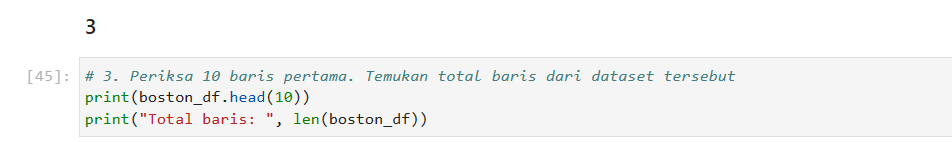 3
[45]: # 3. Periksa 10 baris pertama. Temukan total baris dari dataset tersebut
print(boston_df.head(10))
print("Total baris: ", len(boston_df))